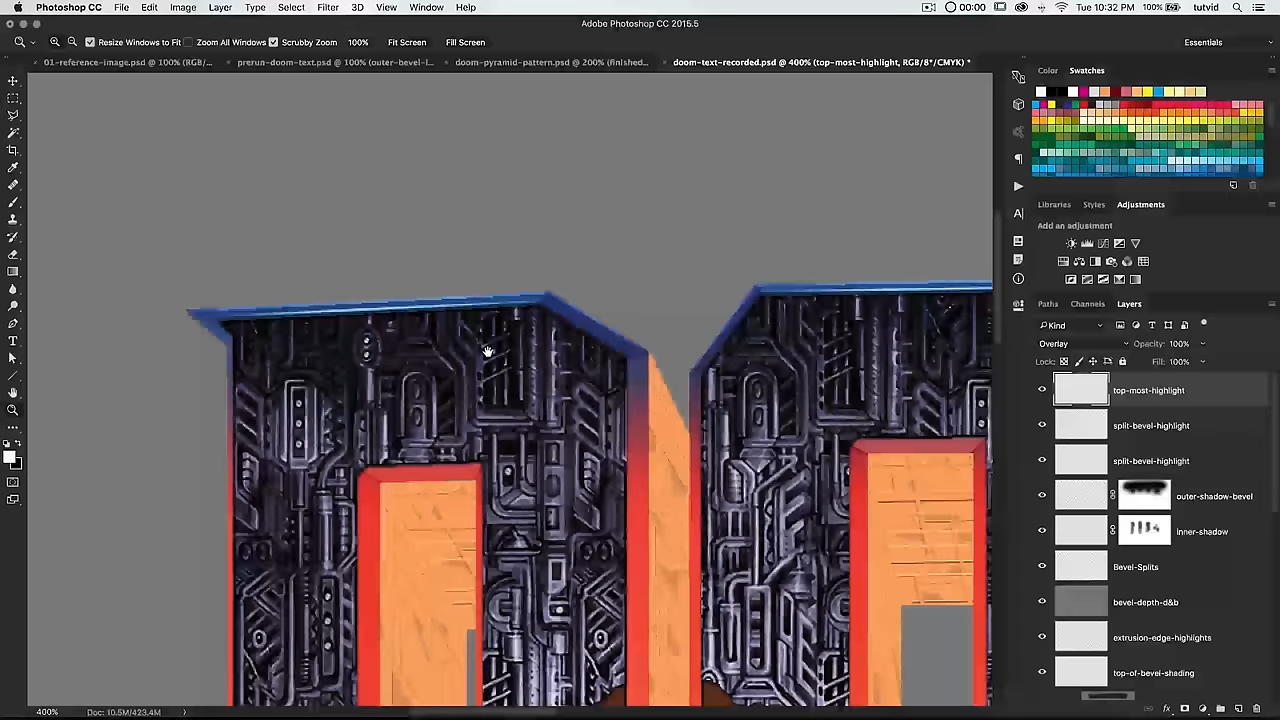 Photoshop CC File Edit Image Layer Type Select Filter 3D View Window Help 00:00 100% Tue 10:32 PM tutvid
Adobe Photoshop CC 2015.5
Resize Windows to Fit Zoom All Windows Scrubby Zoom 100% Fit Screen Fill Screen Essentials
01-reference-image.psd @ 100% (RGB/... prerun-doom-text.psd @ 100% (outer-bevel-l... doom-pyramid-pattern.psd @ 200% (finished... doom-text-recorded.psd @ 400% (top-most-highlight, RGB/8*/CMYK) *
Color Swatches
Libraries Styles Adjustments
Add an adjustment
Paths Channels Layers
Kind
Overlay Opacity: 100%
Lock: Fill: 100%
top-most-highlight
split-bevel-highlight
split-bevel-highlight
outer-shadow-bevel
inner-shadow
Bevel-Splits
bevel-depth-d&b
extrusion-edge-highlights
top-of-bevel-shading
400% Doc: 10.5M/423.4M